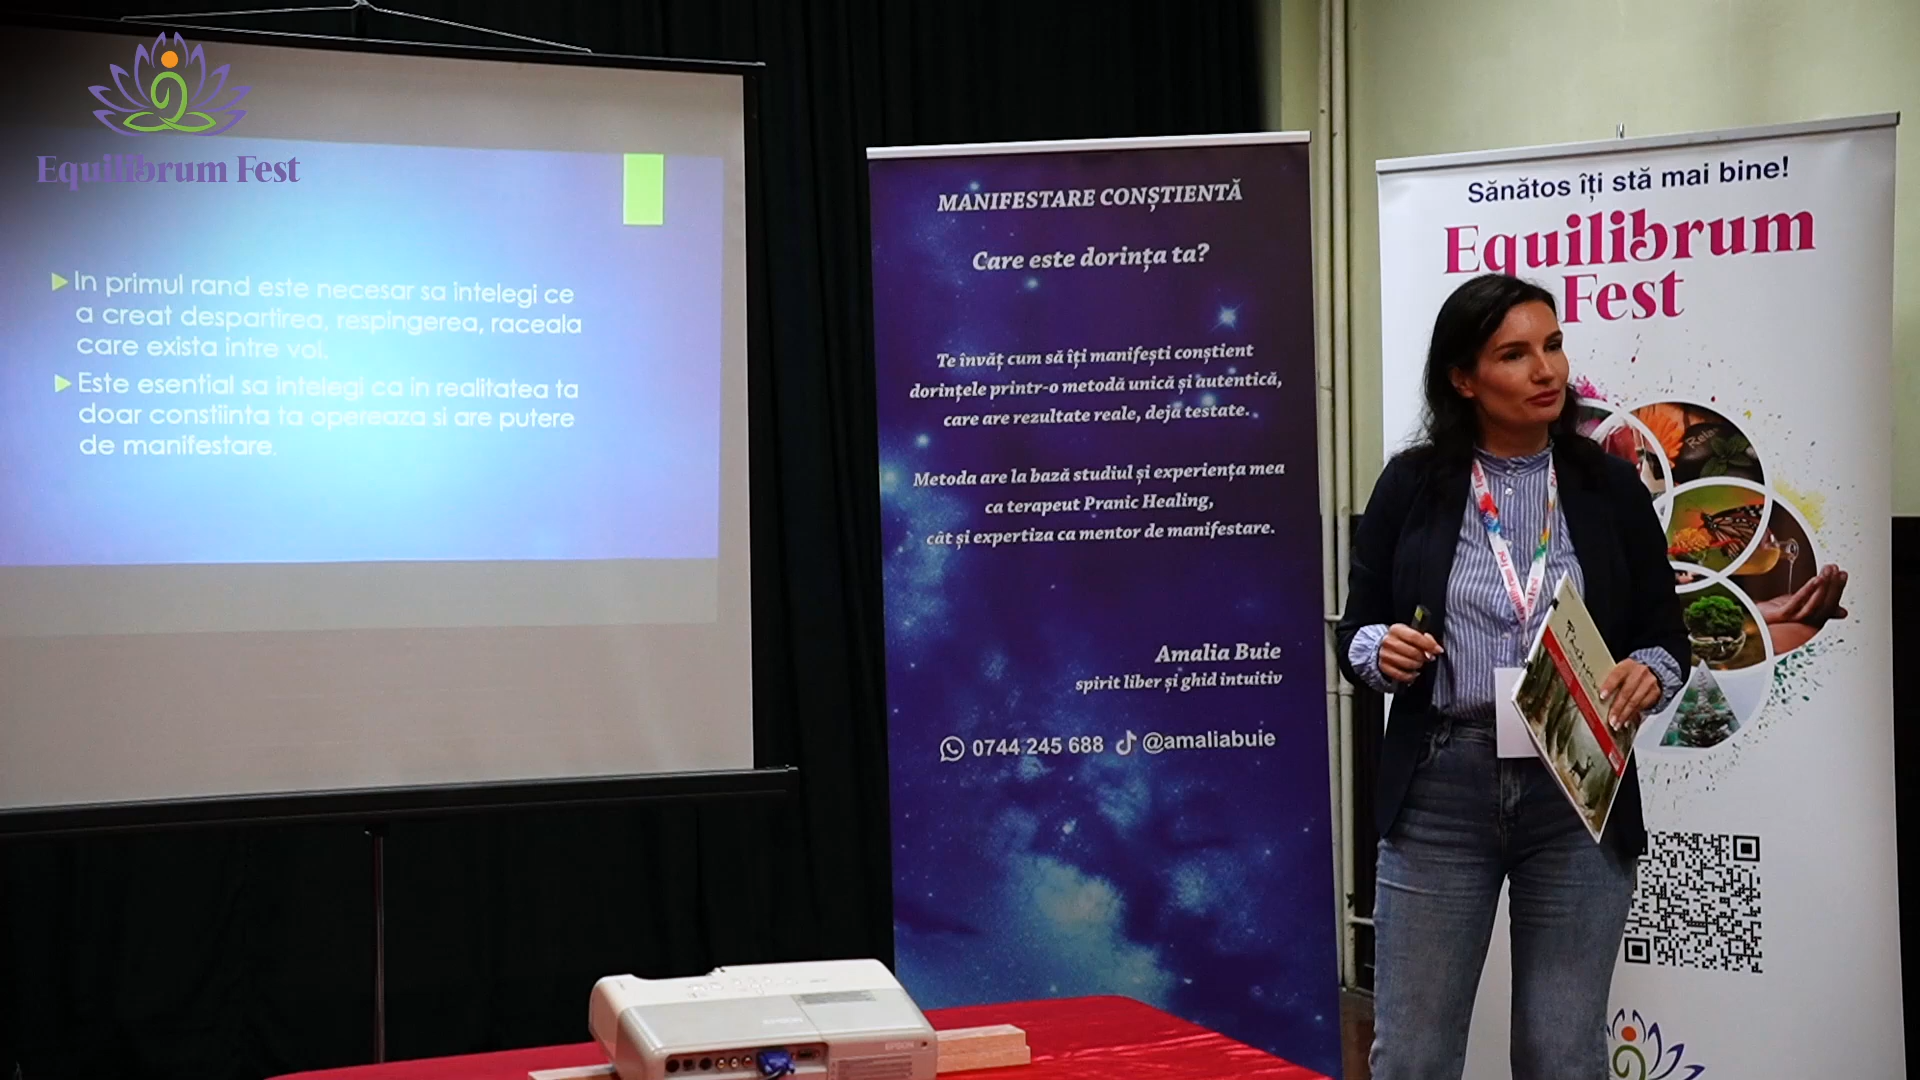 Equilibrum Fest
In primul rand este necesar sa intelegi ce
a creat despartirea, respingerea, raceala
care exista intre voi.
Este esential sa intelegi ca in realitatea ta
doar constiinta ta opereaza si are putere
de manifestare.
MANIFESTARE CONȘTIENTĂ
Care este dorința ta?
Te învăț cum să îți manifești conștient
dorințele printr-o metodă unică și autentică,
care are rezultate reale, deja testate.
Metoda are la bază studiul și experiența mea
ca terapeut Pranic Healing,
cât și expertiza ca mentor de manifestare.
Amalia Buie
spirit liber și ghid intuitiv
0744 245 688 @amaliabuie
Sănătos îți stă mai bine!
Equilibrum
Fest
EPSON
EPSON